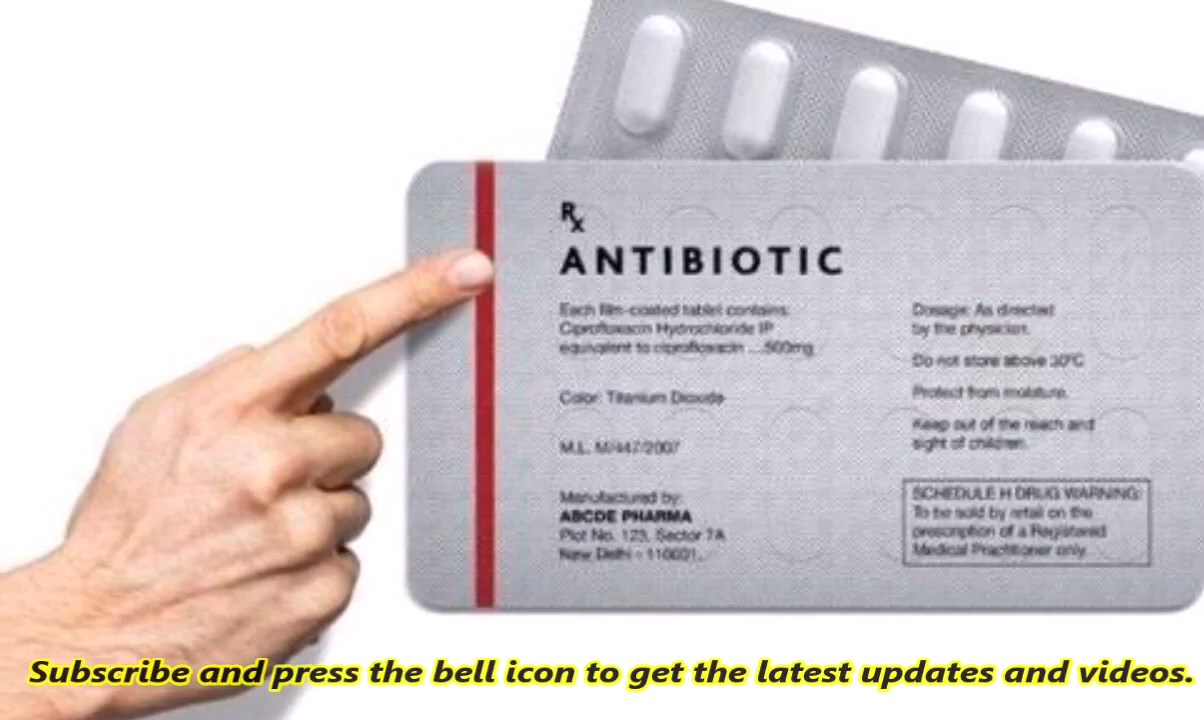 Rx
ANTIBIOTIC
Each film-coated tablet contains:
Ciprofloxacin Hydrochloride IP
equivalent to ciprofloxacin ....500mg
Color: Titanium Dioxide
M.L. M/447/2007
Manufactured by:
ABCDE PHARMA
Plot No. 123, Sector 7A
New Delhi - 110001.
Dosage: As directed
by the physician.
Do not store above 30°C
Protect from moisture.
Keep out of the reach and
sight of children.
SCHEDULE H DRUG WARNING:
To be sold by retail on the
prescription of a Registered
Medical Practitioner only.
Subscribe and press the bell icon to get the latest updates and videos.